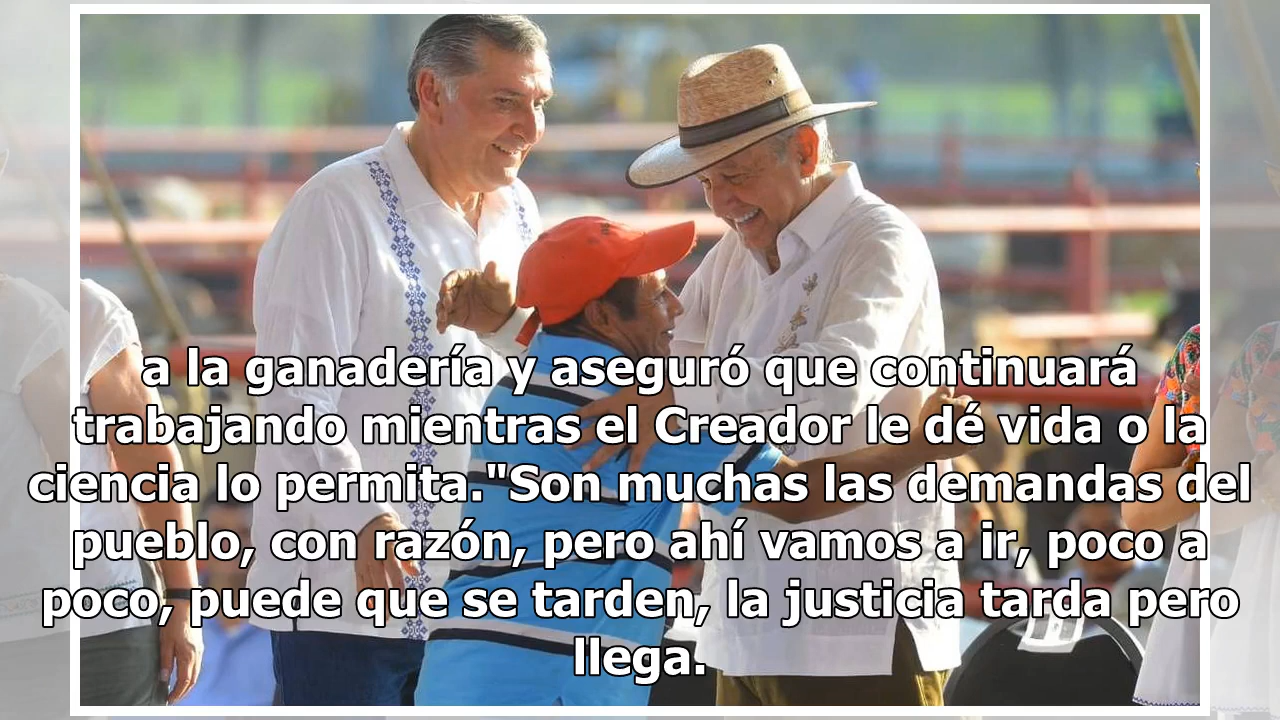 a la ganadería y aseguró que continuará
trabajando mientras el Creador le dé vida o la
ciencia lo permita."Son muchas las demandas del
pueblo, con razón, pero ahí vamos a ir, poco a
poco, puede que se tarden, la justicia tarda pero
llega.